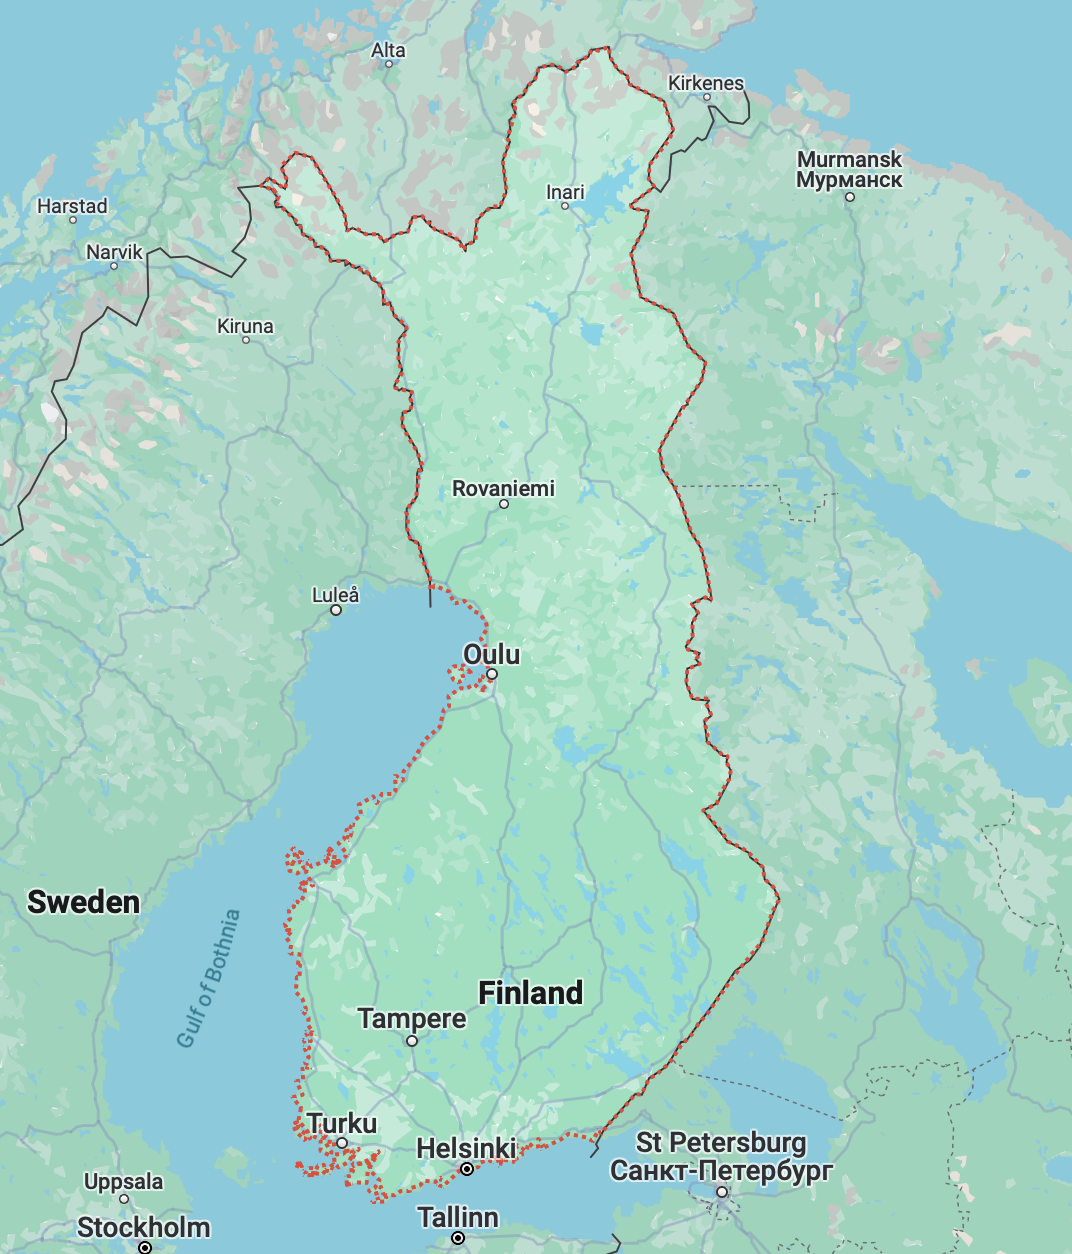 Alta
Kirkenes
Murmansk
Мурманск
Inari
Harstad
Narvik
Kiruna
Rovaniemi
Luleå
Oulu
Sweden
Gulf of Bothnia
Finland
Tampere
Turku
Helsinki
St Petersburg
Санкт-Петербург
Uppsala
Stockholm
Tallinn